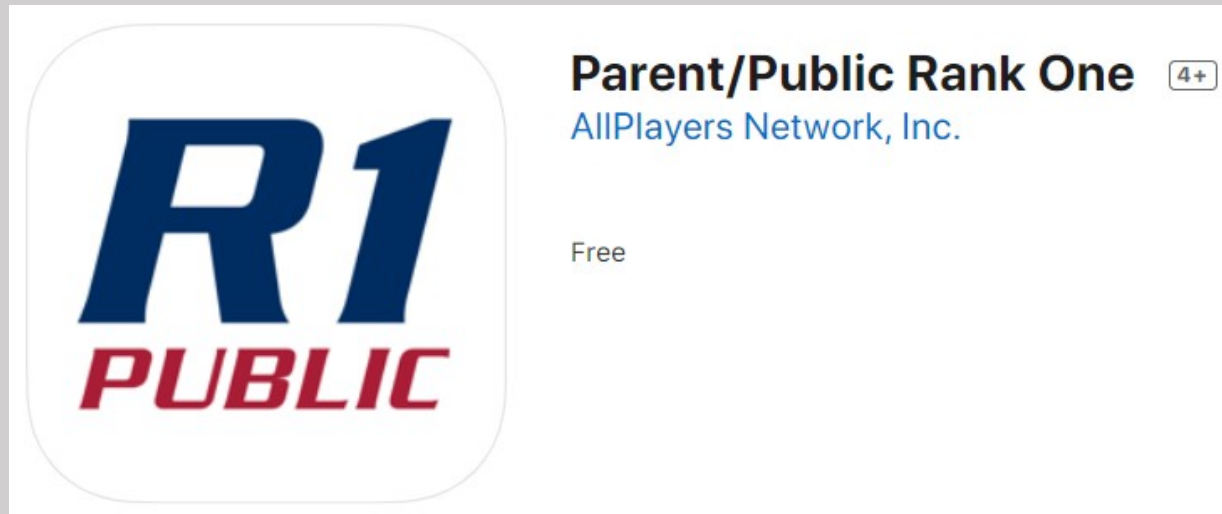 R1
PUBLIC
Parent/Public Rank One 4+
AllPlayers Network, Inc.
Free